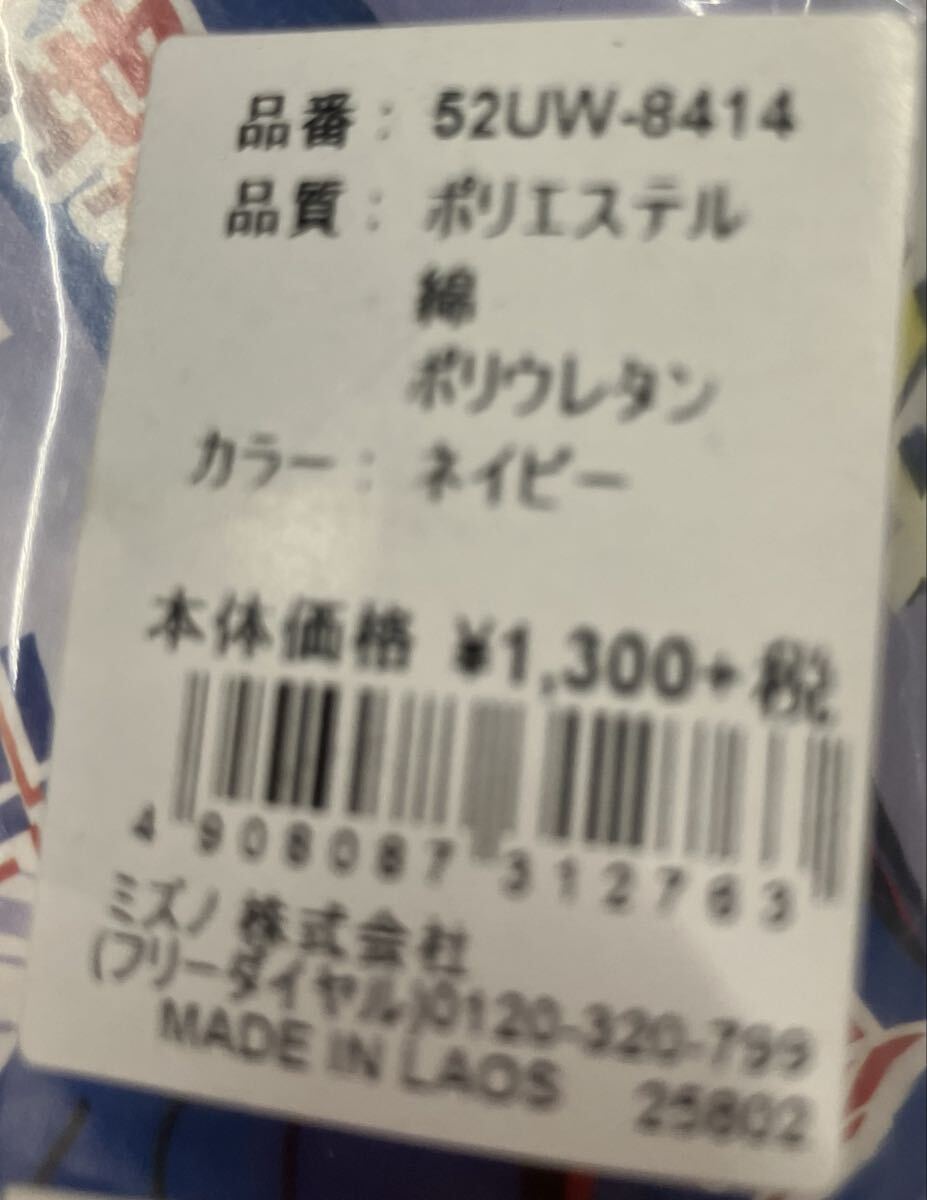 品番： 52UW-8414
品質： ポリエステル
綿
ポリウレタン
カラー： ネイビー
本体価格 ¥1,300+税
4 908087 312763
ミズノ 株式会社
(フリーダイヤル)0120-320-799
MADE IN LAOS 25802